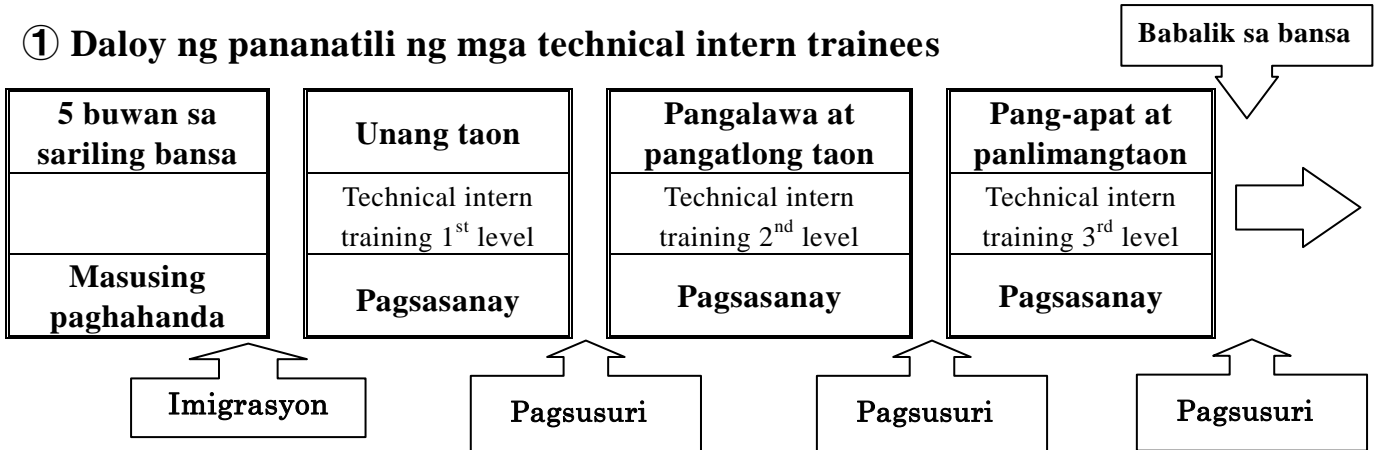 ① Daloy ng pananatili ng mga technical intern trainees
Babalik sa bansa
5 buwan sa
sariling bansa
Masusing
paghahanda
Unang taon
Technical intern
training 1st level
Pagsasanay
Pangalawa at
pangatlong taon
Technical intern
training 2nd level
Pagsasanay
Pang-apat at
panlimangtaon
Technical intern
training 3rd level
Pagsasanay
Imigrasyon
Pagsusuri
Pagsusuri
Pagsusuri